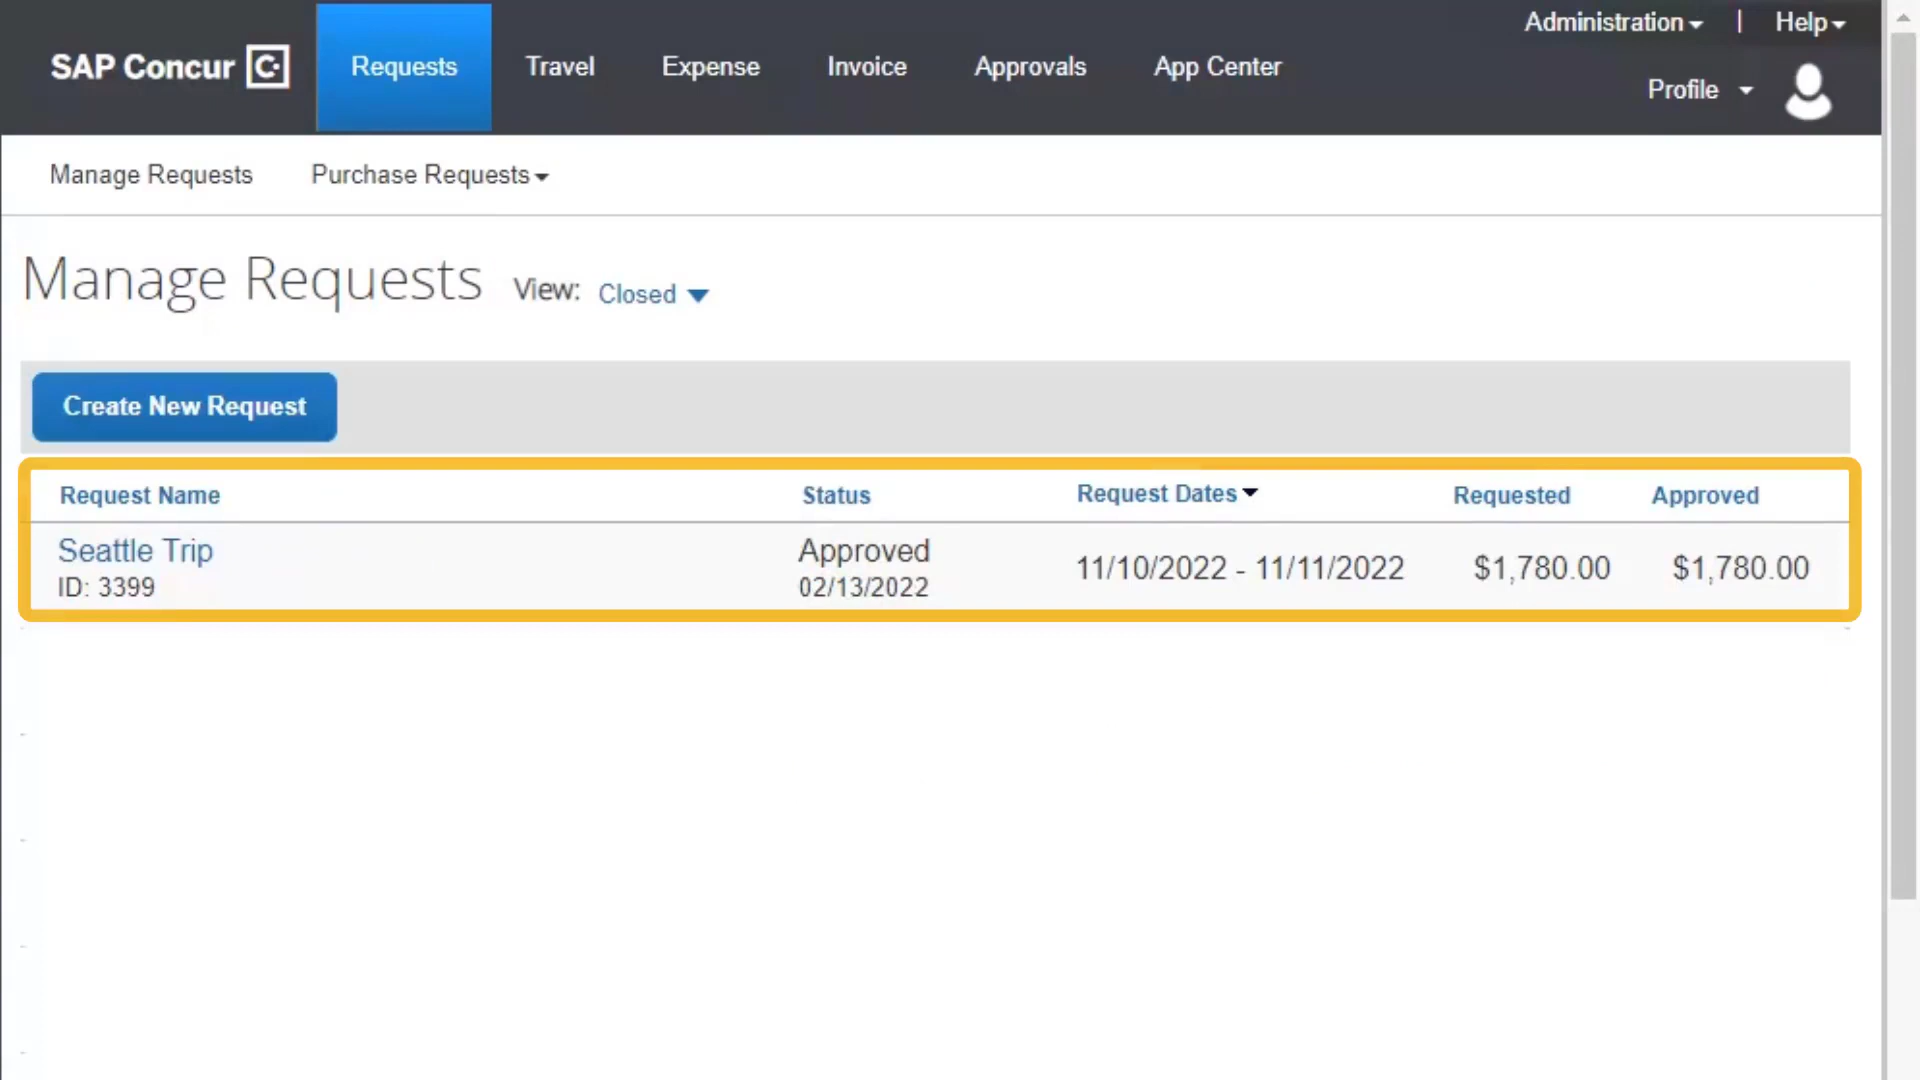 Administration | Help
SAP Concur C Requests Travel Expense Invoice Approvals App Center
Profile
Manage Requests Purchase Requests
Manage Requests View: Closed
Create New Request
Request Name Status Request Dates Requested Approved
Seattle Trip Approved 11/10/2022 - 11/11/2022 $1,780.00 $1,780.00
ID: 3399 02/13/2022